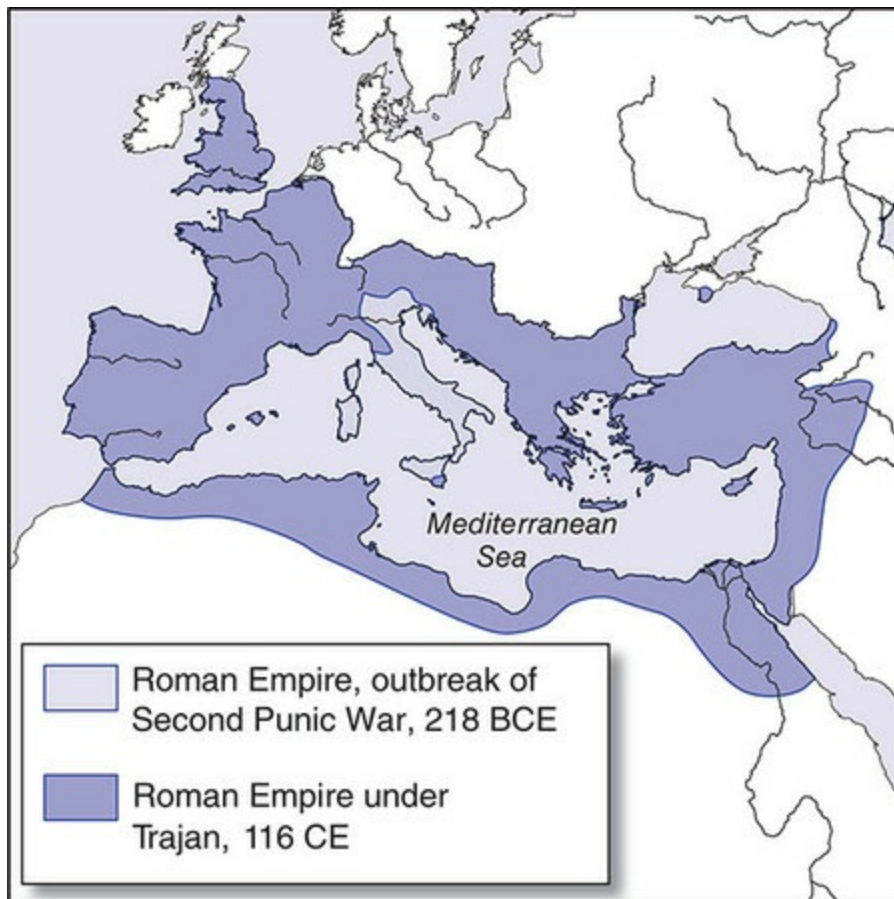 Mediterranean
Sea
Roman Empire, outbreak of
Second Punic War, 218 BCE
Roman Empire under
Trajan, 116 CE